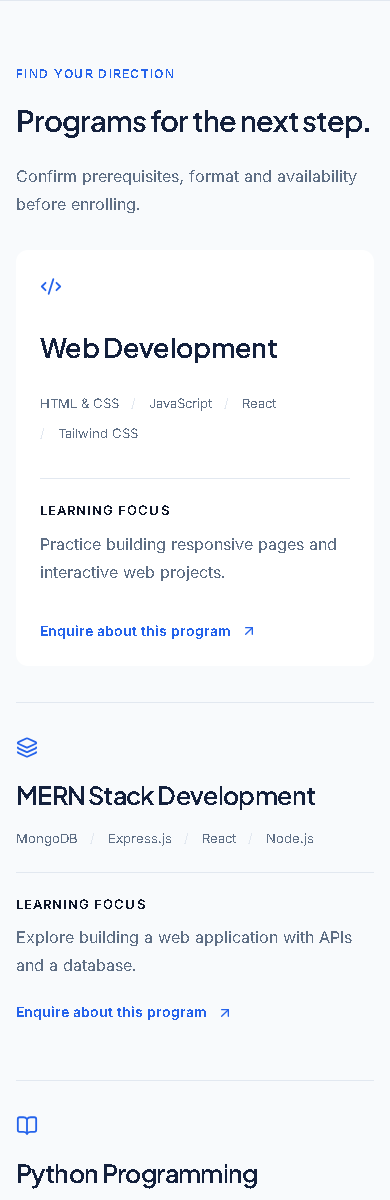 FIND YOUR DIRECTION
Programs for the next step.
Confirm prerequisites, format and availability
before enrolling.
Web Development
HTML & CSS / JavaScript / React
/ Tailwind CSS
LEARNING FOCUS
Practice building responsive pages and
interactive web projects.
Enquire about this program
MERN Stack Development
MongoDB / Express.js / React / Node.js
LEARNING FOCUS
Explore building a web application with APIs
and a database.
Enquire about this program
Python Programming